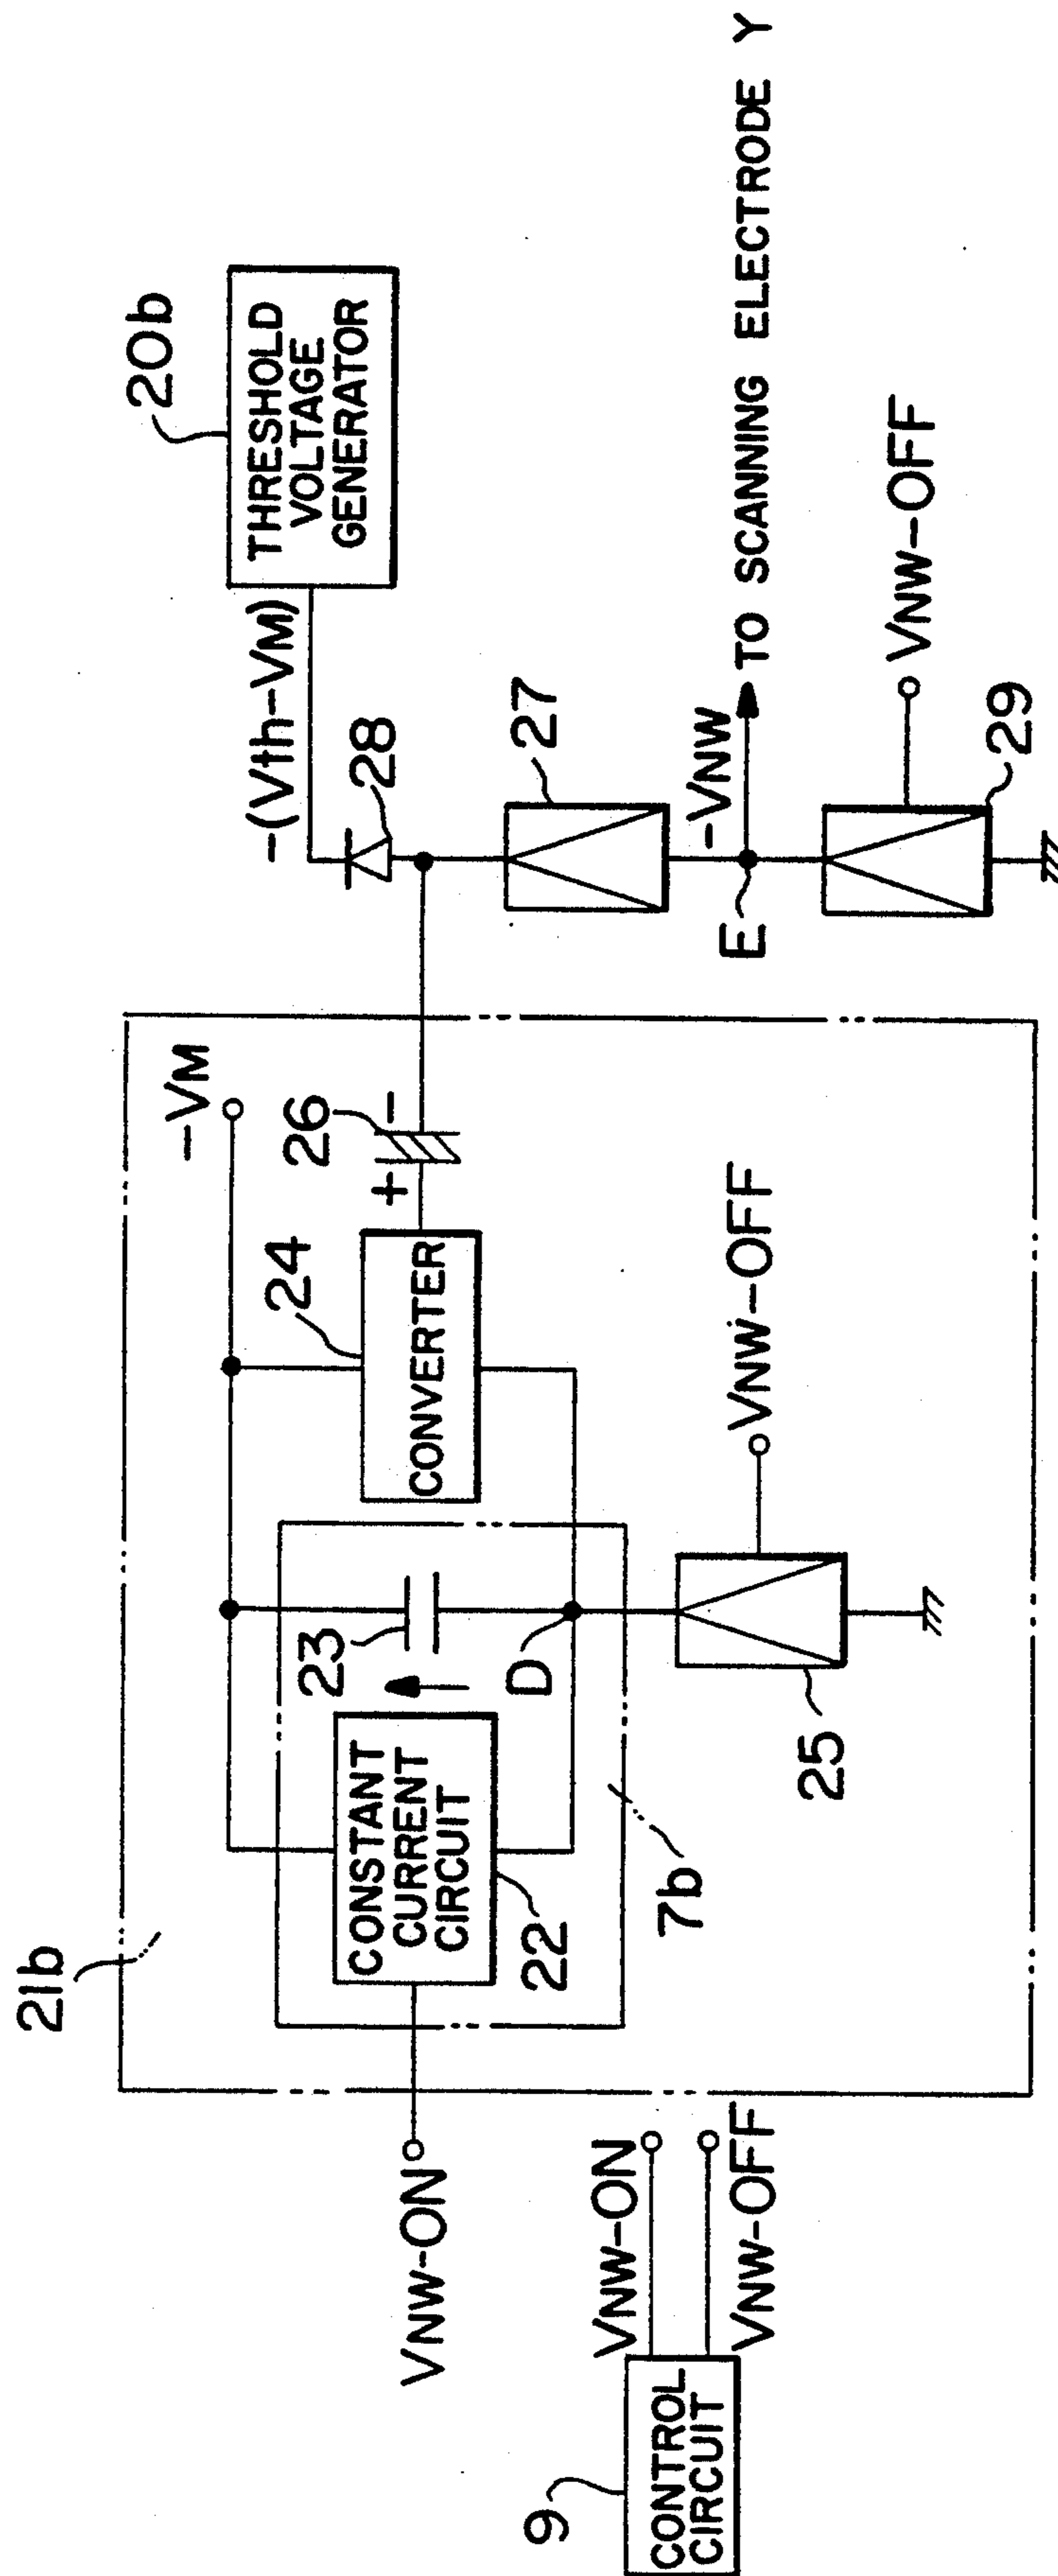 21b
-VM
20b
THRESHOLD
VOLTAGE
GENERATOR
-(Vth-VM)
VNW-ON
CONSTANT
CURRENT
CIRCUIT
22
23
24
CONVERTER
+
26
-
28
27
D
7b
25
VNW-OFF
-VNW
TO SCANNING ELECTRODE Y
E
VNW-OFF
29
9
CONTROL
CIRCUIT
VNW-ON
VNW-OFF